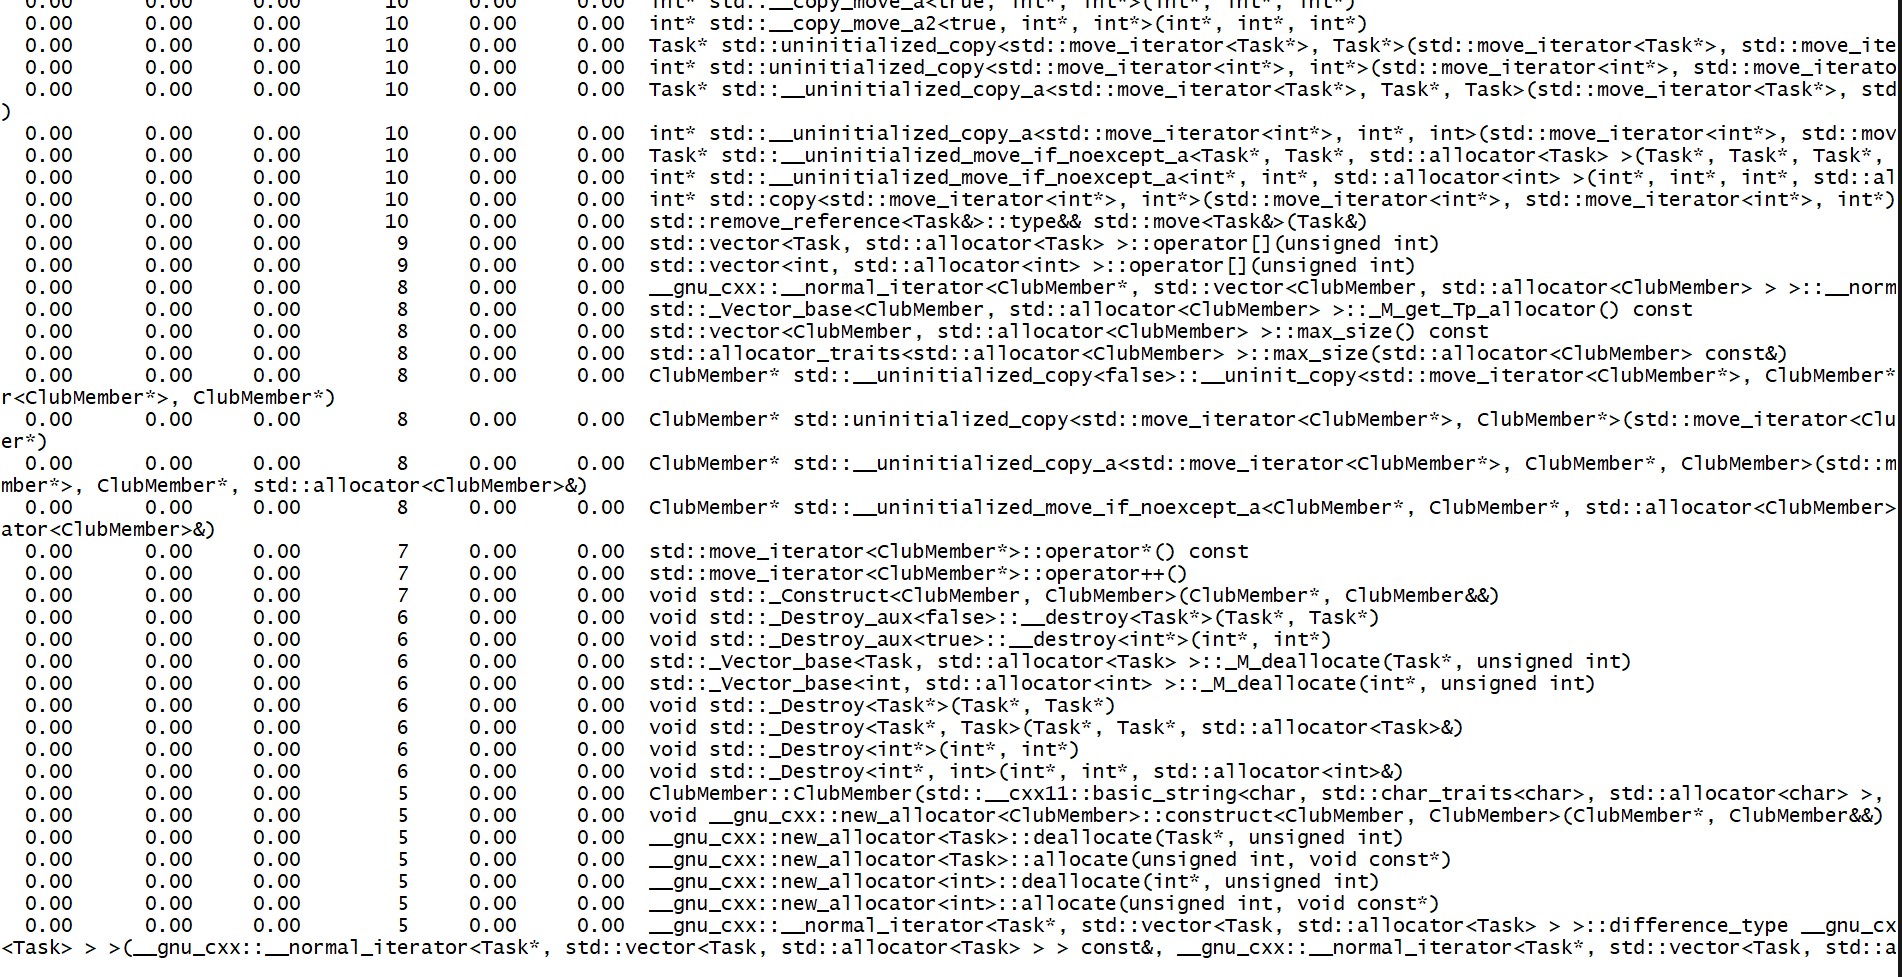 0.00 0.00 0.00 10 0.00 0.00 int* std::__copy_move_a<true, int*, int*>(int*, int*, int*)
0.00 0.00 0.00 10 0.00 0.00 int* std::__copy_move_a2<true, int*, int*>(int*, int*, int*)
0.00 0.00 0.00 10 0.00 0.00 Task* std::uninitialized_copy<std::move_iterator<Task*>, Task*>(std::move_iterator<Task*>, std::move_ite
0.00 0.00 0.00 10 0.00 0.00 int* std::uninitialized_copy<std::move_iterator<int*>, int*>(std::move_iterator<int*>, std::move_iterato
0.00 0.00 0.00 10 0.00 0.00 Task* std::__uninitialized_copy_a<std::move_iterator<Task*>, Task*, Task>(std::move_iterator<Task*>, std
)
0.00 0.00 0.00 10 0.00 0.00 int* std::__uninitialized_copy_a<std::move_iterator<int*>, int*, int>(std::move_iterator<int*>, std::mov
0.00 0.00 0.00 10 0.00 0.00 Task* std::__uninitialized_move_if_noexcept_a<Task*, Task*, std::allocator<Task> >(Task*, Task*, Task*,
0.00 0.00 0.00 10 0.00 0.00 int* std::__uninitialized_move_if_noexcept_a<int*, int*, std::allocator<int> >(int*, int*, int*, std::al
0.00 0.00 0.00 10 0.00 0.00 int* std::copy<std::move_iterator<int*>, int*>(std::move_iterator<int*>, std::move_iterator<int*>, int*)
0.00 0.00 0.00 10 0.00 0.00 std::remove_reference<Task&>::type&& std::move<Task&>(Task&)
0.00 0.00 0.00 9 0.00 0.00 std::vector<Task, std::allocator<Task> >::operator[](unsigned int)
0.00 0.00 0.00 9 0.00 0.00 std::vector<int, std::allocator<int> >::operator[](unsigned int)
0.00 0.00 0.00 8 0.00 0.00 __gnu_cxx::__normal_iterator<ClubMember*, std::vector<ClubMember, std::allocator<ClubMember> > >::__norm
0.00 0.00 0.00 8 0.00 0.00 std::_Vector_base<ClubMember, std::allocator<ClubMember> >::_M_get_Tp_allocator() const
0.00 0.00 0.00 8 0.00 0.00 std::vector<ClubMember, std::allocator<ClubMember> >::max_size() const
0.00 0.00 0.00 8 0.00 0.00 std::allocator_traits<std::allocator<ClubMember> >::max_size(std::allocator<ClubMember> const&)
0.00 0.00 0.00 8 0.00 0.00 ClubMember* std::__uninitialized_copy<false>::__uninit_copy<std::move_iterator<ClubMember*>, ClubMember*
r<ClubMember*>, ClubMember*)
0.00 0.00 0.00 8 0.00 0.00 ClubMember* std::uninitialized_copy<std::move_iterator<ClubMember*>, ClubMember*>(std::move_iterator<Clu
er*)
0.00 0.00 0.00 8 0.00 0.00 ClubMember* std::__uninitialized_copy_a<std::move_iterator<ClubMember*>, ClubMember*, ClubMember>(std::m
mber*>, ClubMember*, std::allocator<ClubMember>&)
0.00 0.00 0.00 8 0.00 0.00 ClubMember* std::__uninitialized_move_if_noexcept_a<ClubMember*, ClubMember*, std::allocator<ClubMember>
ator<ClubMember>&)
0.00 0.00 0.00 7 0.00 0.00 std::move_iterator<ClubMember*>::operator*() const
0.00 0.00 0.00 7 0.00 0.00 std::move_iterator<ClubMember*>::operator++()
0.00 0.00 0.00 7 0.00 0.00 void std::_Construct<ClubMember, ClubMember>(ClubMember*, ClubMember&&)
0.00 0.00 0.00 6 0.00 0.00 void std::_Destroy_aux<false>::__destroy<Task*>(Task*, Task*)
0.00 0.00 0.00 6 0.00 0.00 void std::_Destroy_aux<true>::__destroy<int*>(int*, int*)
0.00 0.00 0.00 6 0.00 0.00 std::_Vector_base<Task, std::allocator<Task> >::_M_deallocate(Task*, unsigned int)
0.00 0.00 0.00 6 0.00 0.00 std::_Vector_base<int, std::allocator<int> >::_M_deallocate(int*, unsigned int)
0.00 0.00 0.00 6 0.00 0.00 void std::_Destroy<Task*>(Task*, Task*)
0.00 0.00 0.00 6 0.00 0.00 void std::_Destroy<Task*, Task>(Task*, Task*, std::allocator<Task>&)
0.00 0.00 0.00 6 0.00 0.00 void std::_Destroy<int*>(int*, int*)
0.00 0.00 0.00 6 0.00 0.00 void std::_Destroy<int*, int>(int*, int*, std::allocator<int>&)
0.00 0.00 0.00 5 0.00 0.00 ClubMember::ClubMember(std::__cxx11::basic_string<char, std::char_traits<char>, std::allocator<char> >,
0.00 0.00 0.00 5 0.00 0.00 void __gnu_cxx::new_allocator<ClubMember>::construct<ClubMember, ClubMember>(ClubMember*, ClubMember&&)
0.00 0.00 0.00 5 0.00 0.00 __gnu_cxx::new_allocator<Task>::deallocate(Task*, unsigned int)
0.00 0.00 0.00 5 0.00 0.00 __gnu_cxx::new_allocator<Task>::allocate(unsigned int, void const*)
0.00 0.00 0.00 5 0.00 0.00 __gnu_cxx::new_allocator<int>::deallocate(int*, unsigned int)
0.00 0.00 0.00 5 0.00 0.00 __gnu_cxx::new_allocator<int>::allocate(unsigned int, void const*)
0.00 0.00 0.00 5 0.00 0.00 __gnu_cxx::__normal_iterator<Task*, std::vector<Task, std::allocator<Task> > >::difference_type __gnu_cx
<Task> > >(__gnu_cxx::__normal_iterator<Task*, std::vector<Task, std::allocator<Task> > > const&, __gnu_cxx::__normal_iterator<Task*, std::vector<Task, std::a